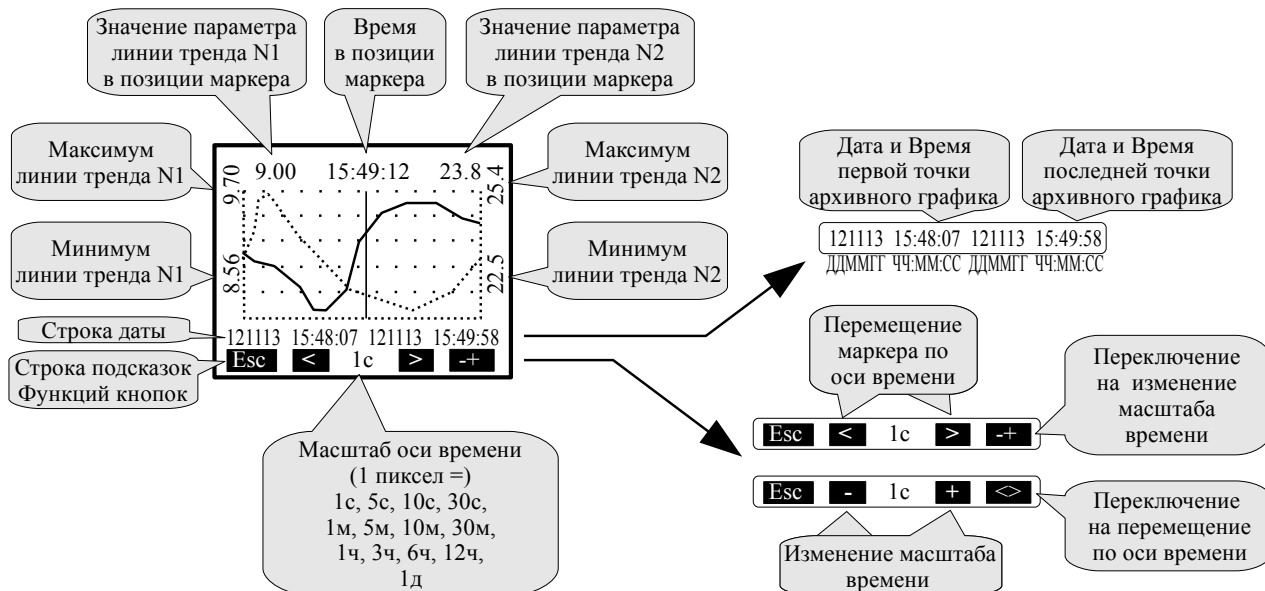 Значение параметра
линии тренда N1
в позиции маркера
Время
в позиции
маркера
Значение параметра
линии тренда N2
в позиции маркера
Максимум
линии тренда N1
Минимум
линии тренда N1
Строка даты
Строка подсказок
Функций кнопок
9.70
8.56
9.00 15:49:12 23.8
25.4
22.5
121113 15:48:07 121113 15:49:58
Esc < 1с > -+
Максимум
линии тренда N2
Минимум
линии тренда N2
Масштаб оси времени
(1 пиксел =)
1с, 5с, 10с, 30с,
1м, 5м, 10м, 30м,
1ч, 3ч, 6ч, 12ч,
1д
Дата и Время
первой точки
архивного графика
Дата и Время
последней точки
архивного графика
121113 15:48:07 121113 15:49:58
ДДММГГ ЧЧ:ММ:СС ДДММГГ ЧЧ:ММ:СС
Перемещение
маркера по
оси времени
Esc < 1с > -+
Переключение
на изменение
масштаба
времени
Esc - 1с + <>
Изменение масштаба
времени
Переключение
на перемещение
по оси времени